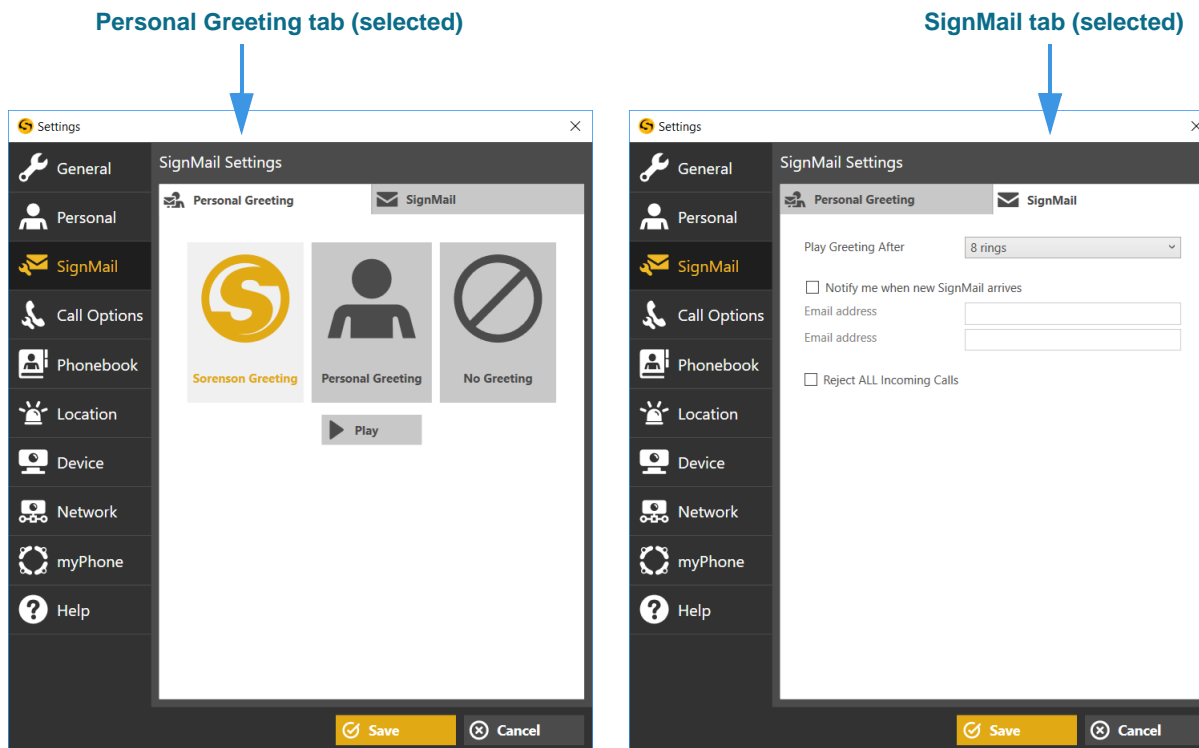 Personal Greeting tab (selected)
SignMail tab (selected)
Settings
General
Personal
SignMail
Call Options
Phonebook
Location
Device
Network
myPhone
Help
SignMail Settings
Personal Greeting
SignMail
Sorenson Greeting
Personal Greeting
No Greeting
Play
Save
Cancel
Settings
General
Personal
SignMail
Call Options
Phonebook
Location
Device
Network
myPhone
Help
SignMail Settings
Personal Greeting
SignMail
Play Greeting After
8 rings
Notify me when new SignMail arrives
Email address
Email address
Reject ALL Incoming Calls
Save
Cancel